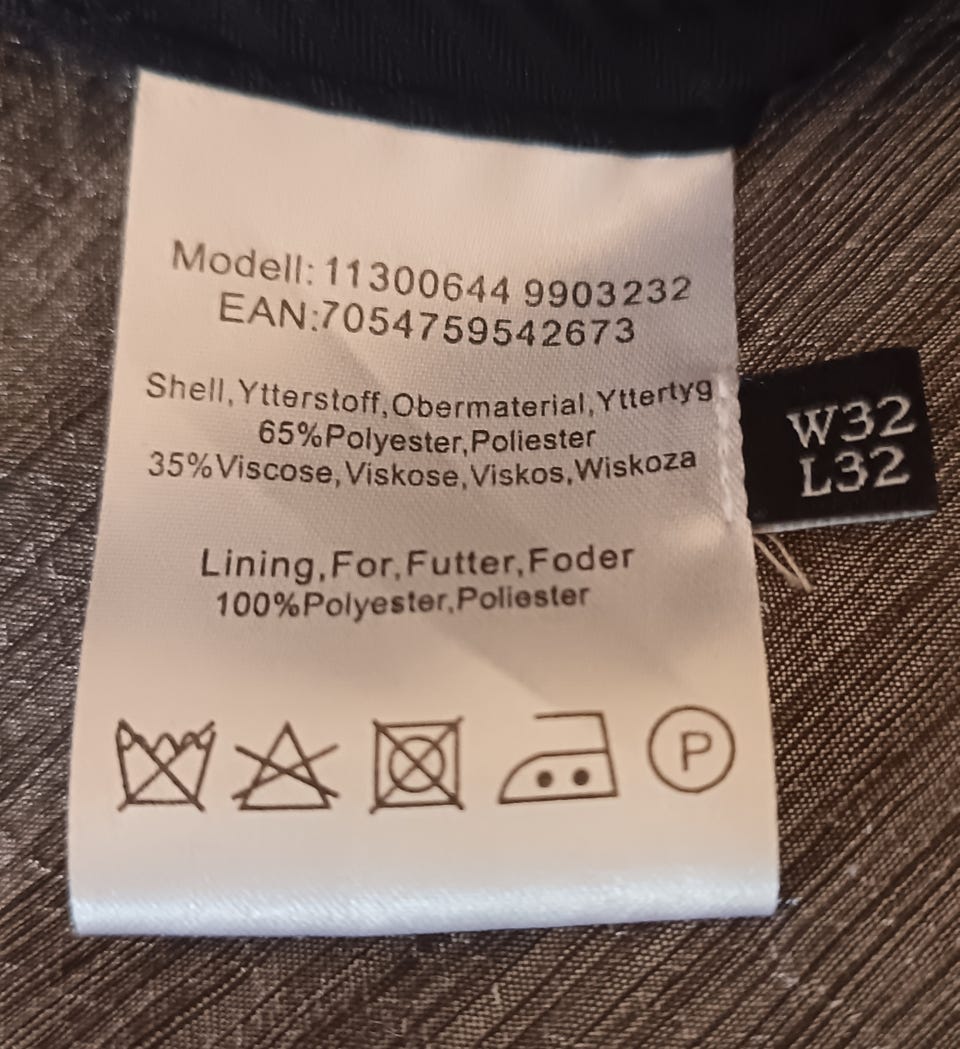 Modell: 11300644 9903232
EAN:7054759542673
Shell,Ytterstoff,Obermaterial,Yttertyg
65%Polyester,Poliester
35%Viscose,Viskose,Viskos,Wiskoza
Lining,For,Futter,Foder
100%Polyester,Poliester
P
W32
L32